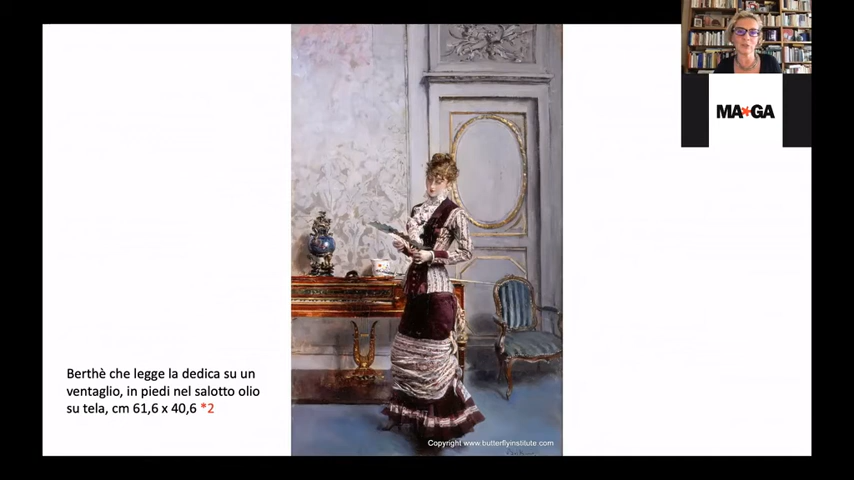 MA*GA
Berthè che legge la dedica su un
ventaglio, in piedi nel salotto olio
su tela, cm 61,6 x 40,6 *2
Copyright www.butterflyinstitute.com